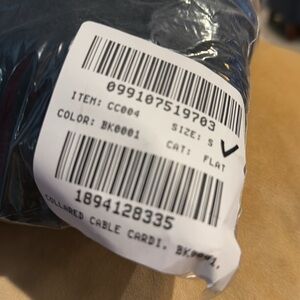 099107519703
ITEM: CC004 SIZE: S
COLOR: BK0001 CAT: FLAT
1894128335
COLLARED CABLE CARDI, BK0001,